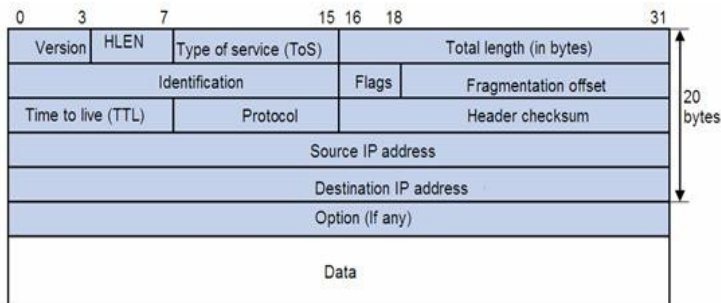 0 3 7 15 16 18 31
Version HLEN Type of service (ToS) Total length (in bytes)
Identification Flags Fragmentation offset
Time to live (TTL) Protocol Header checksum
20
bytes
Source IP address
Destination IP address
Option (If any)
Data